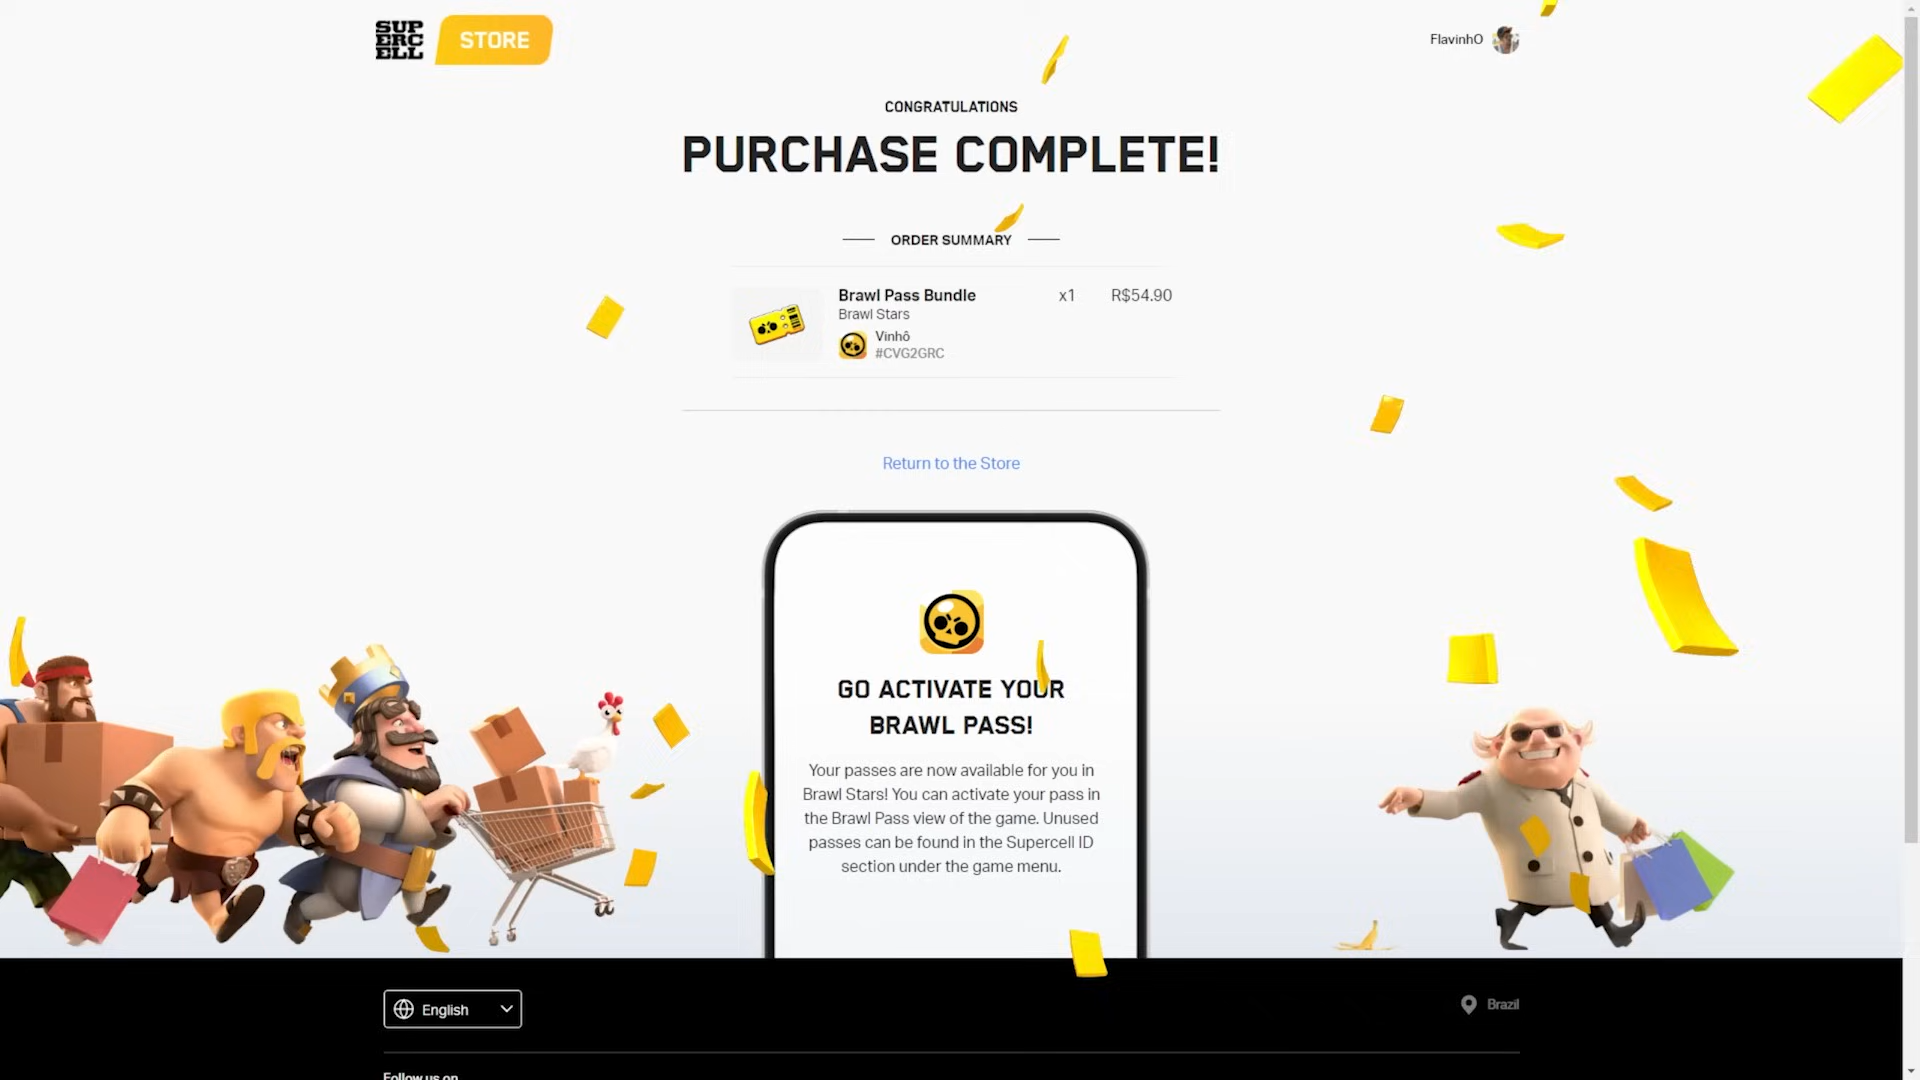 SUP
ERC
ELL
STORE
FlavinhO
CONGRATULATIONS
PURCHASE COMPLETE!
ORDER SUMMARY
Brawl Pass Bundle x1 R$54.90
Brawl Stars
Vinhô
#CVG2GRC
Return to the Store
GO ACTIVATE YOUR
BRAWL PASS!
Your passes are now available for you in
Brawl Stars! You can activate your pass in
the Brawl Pass view of the game. Unused
passes can be found in the Supercell ID
section under the game menu.
English
Brazil
Follow us on